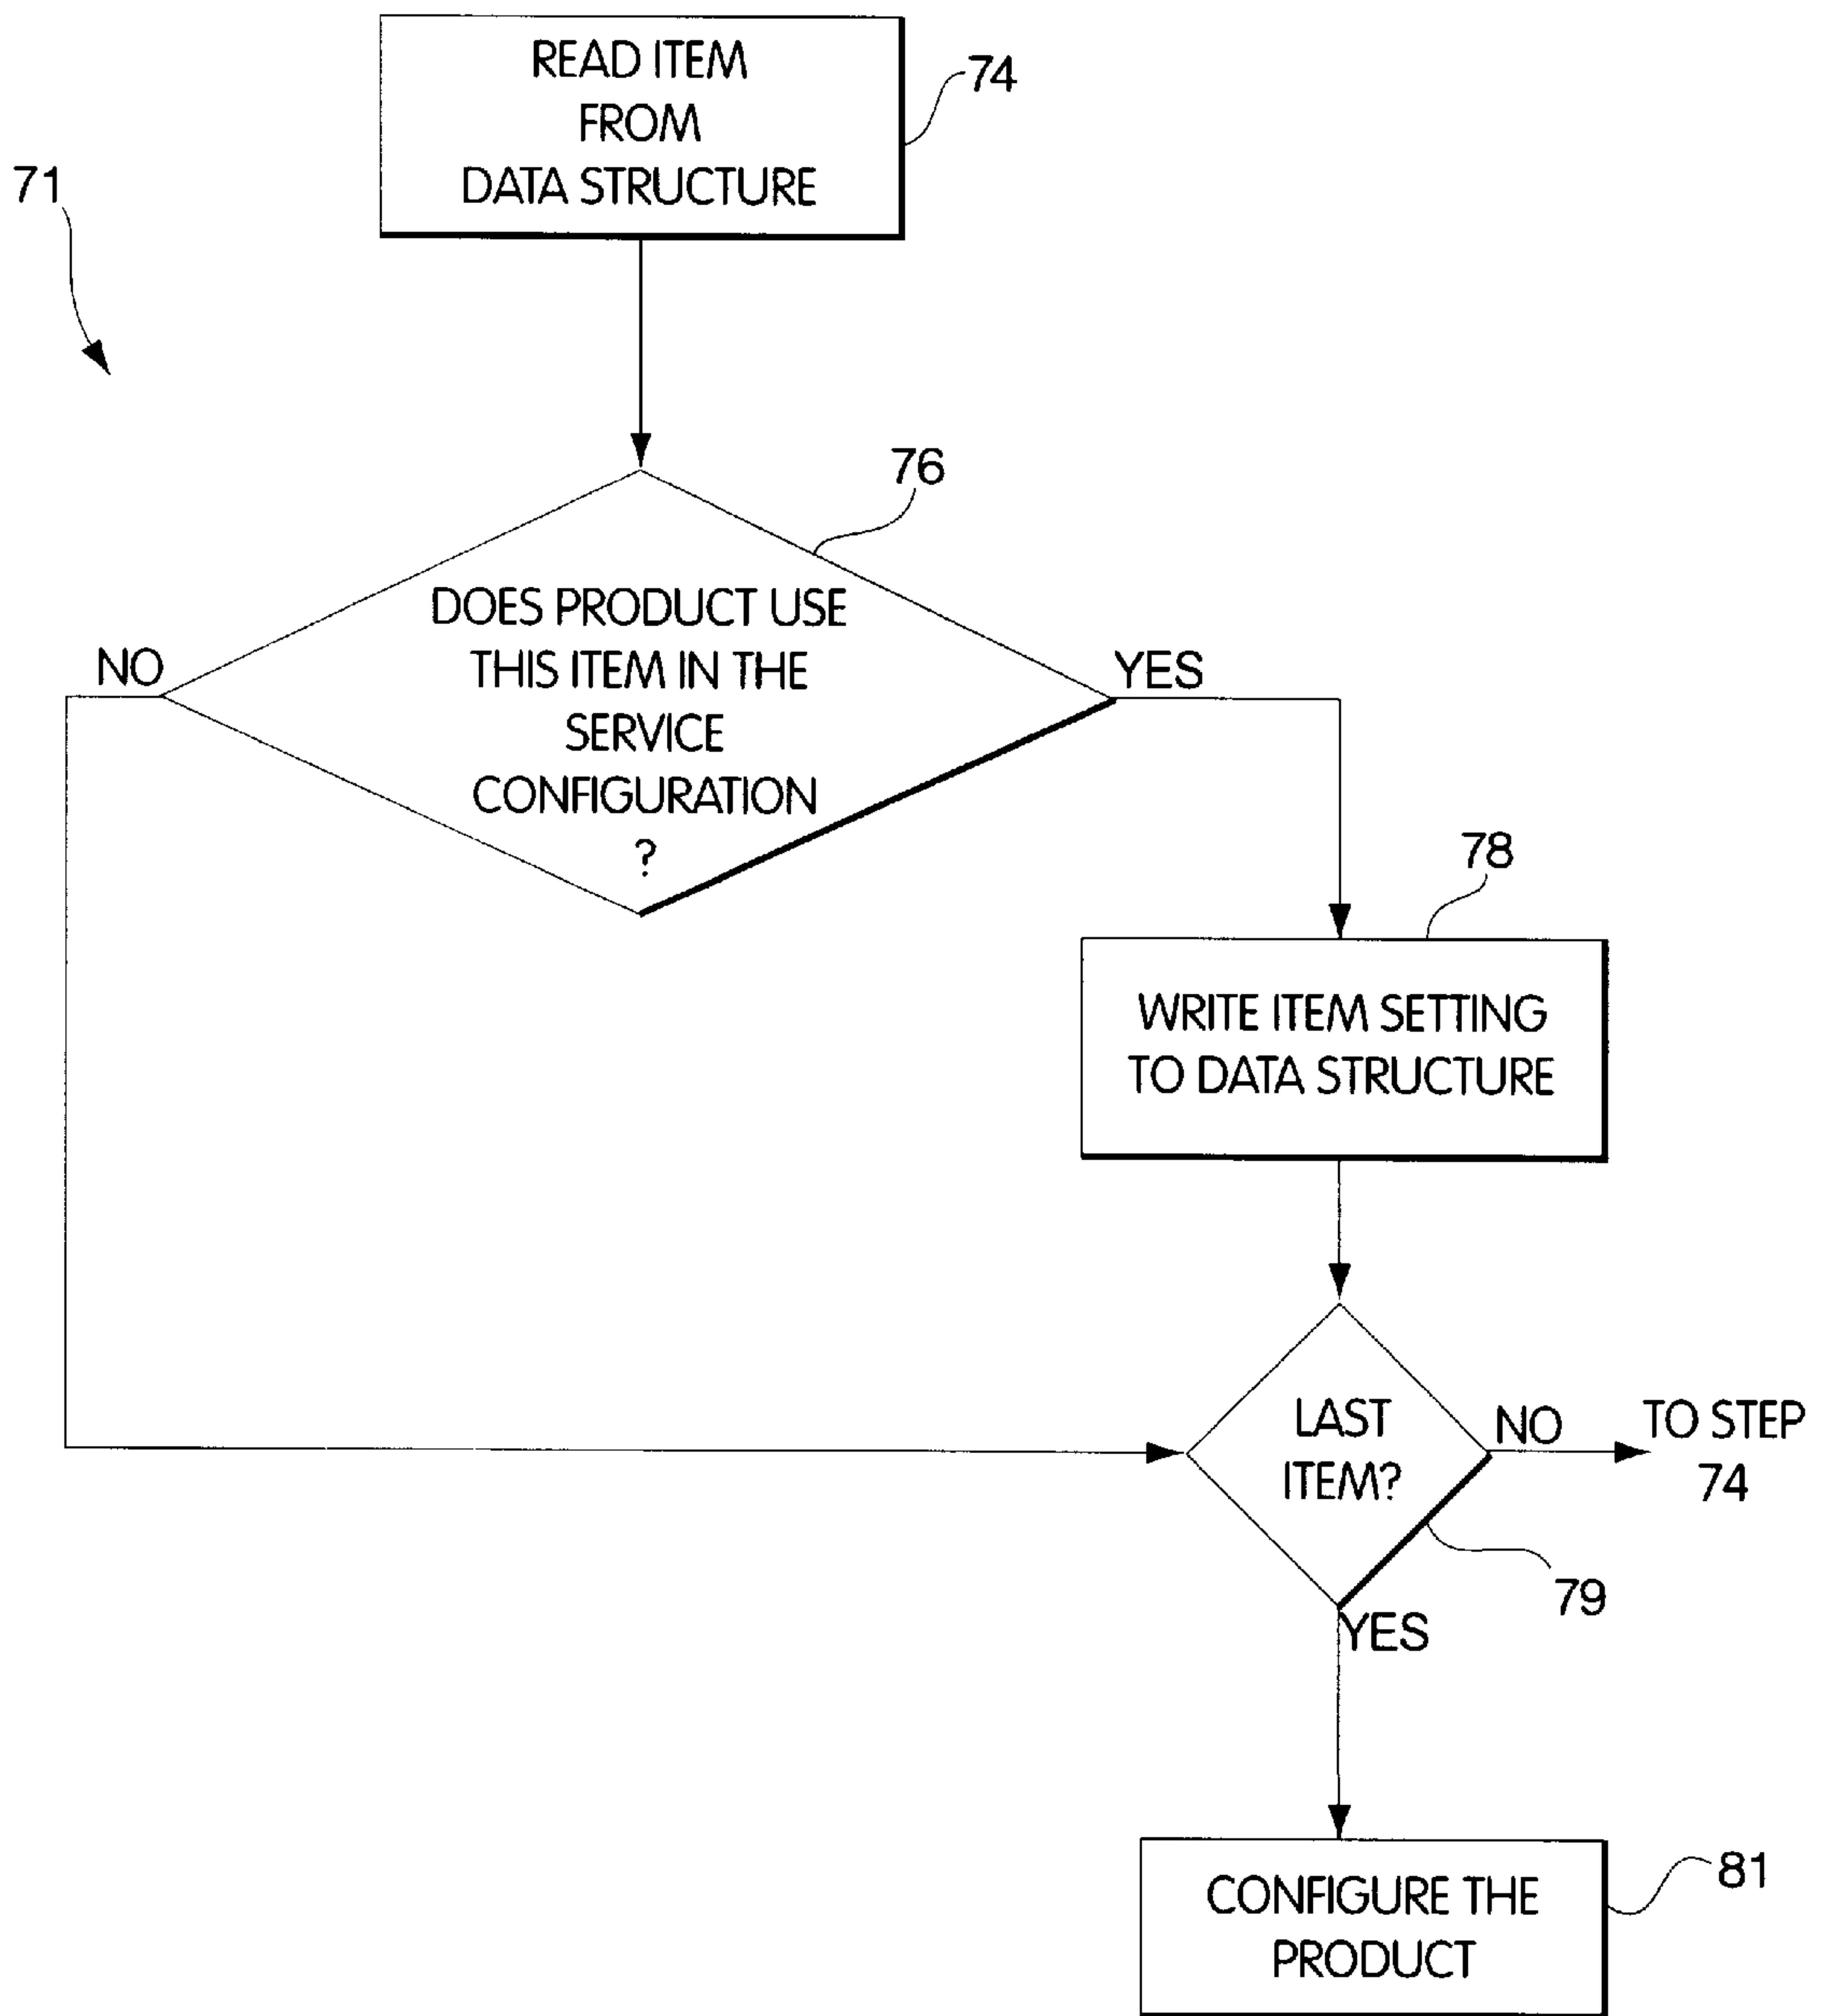 READ ITEM
FROM
DATA STRUCTURE
74
71
76
DOES PRODUCT USE
THIS ITEM IN THE
SERVICE
CONFIGURATION
?
NO
YES
78
WRITE ITEM SETTING
TO DATA STRUCTURE
LAST
ITEM?
NO
TO STEP
74
79
YES
81
CONFIGURE THE
PRODUCT